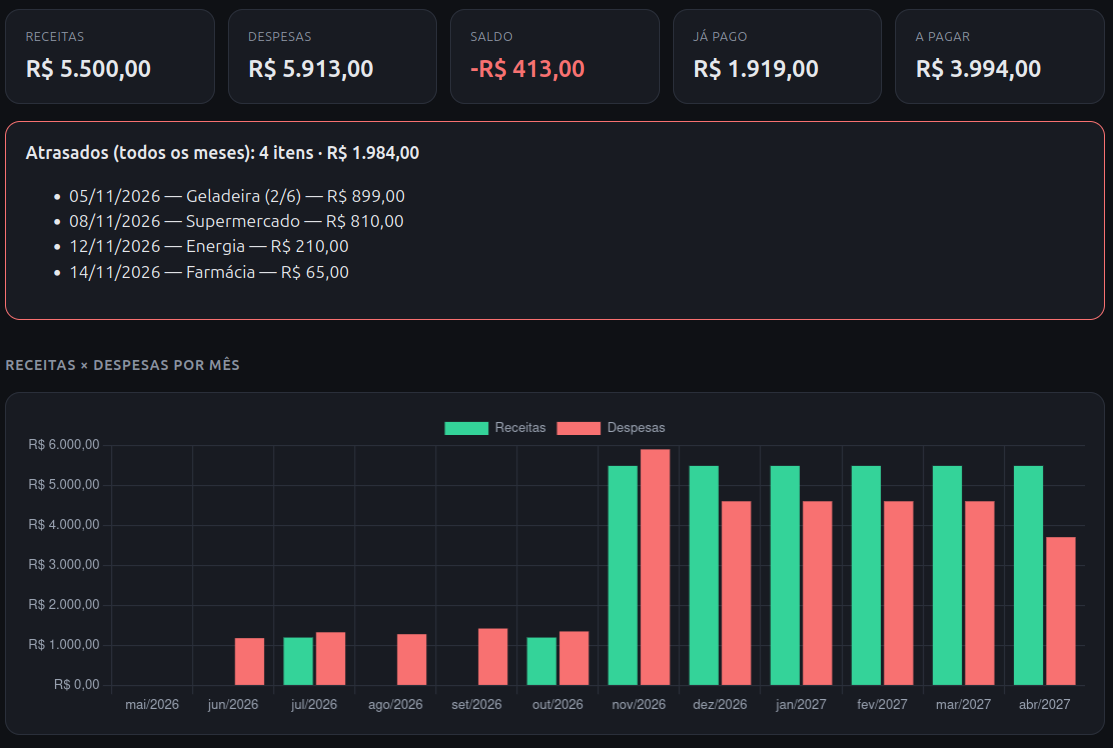 RECEITAS
R$ 5.500,00
DESPESAS
R$ 5.913,00
SALDO
-R$ 413,00
JÁ PAGO
R$ 1.919,00
A PAGAR
R$ 3.994,00
Atrasados (todos os meses): 4 itens · R$ 1.984,00
• 05/11/2026 — Geladeira (2/6) — R$ 899,00
• 08/11/2026 — Supermercado — R$ 810,00
• 12/11/2026 — Energia — R$ 210,00
• 14/11/2026 — Farmácia — R$ 65,00
RECEITAS × DESPESAS POR MÊS
Receitas Despesas
R$ 6.000,00
R$ 5.000,00
R$ 4.000,00
R$ 3.000,00
R$ 2.000,00
R$ 1.000,00
R$ 0,00
mai/2026 jun/2026 jul/2026 ago/2026 set/2026 out/2026 nov/2026 dez/2026 jan/2027 fev/2027 mar/2027 abr/2027